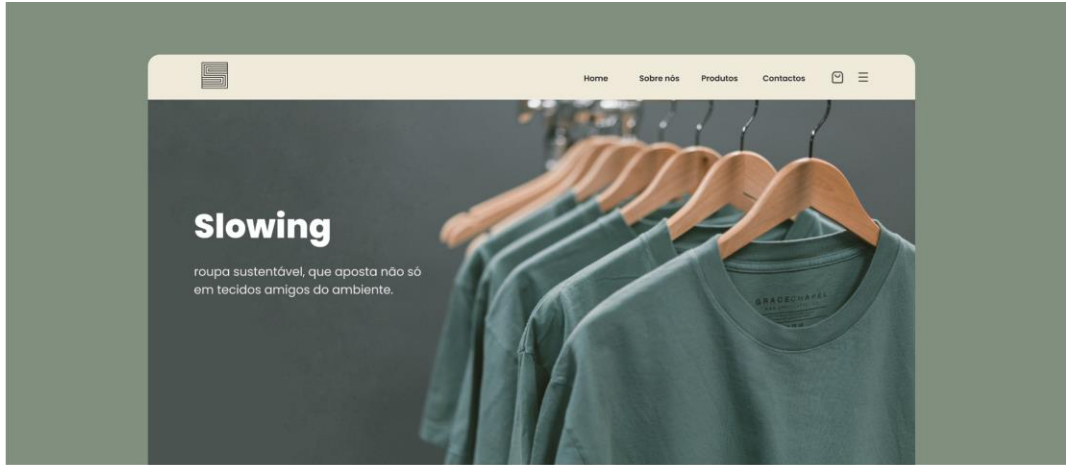 Home
Sobre nós
Produtos
Contactos
Slowing
roupa sustentável, que aposta não só
em tecidos amigos do ambiente.
GRACECHAPEL